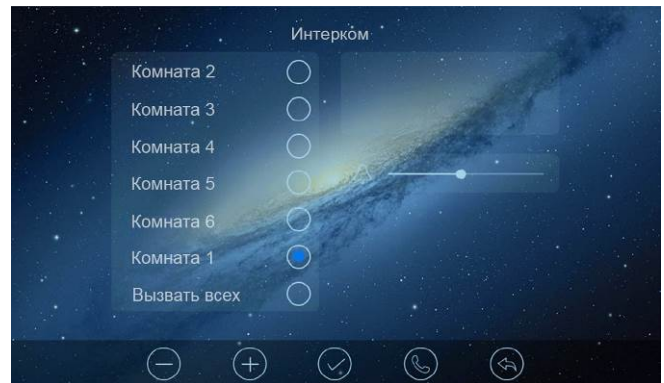 Интерком
Комната 2
Комната 3
Комната 4
Комната 5
Комната 6
Комната 1
Вызвать всех